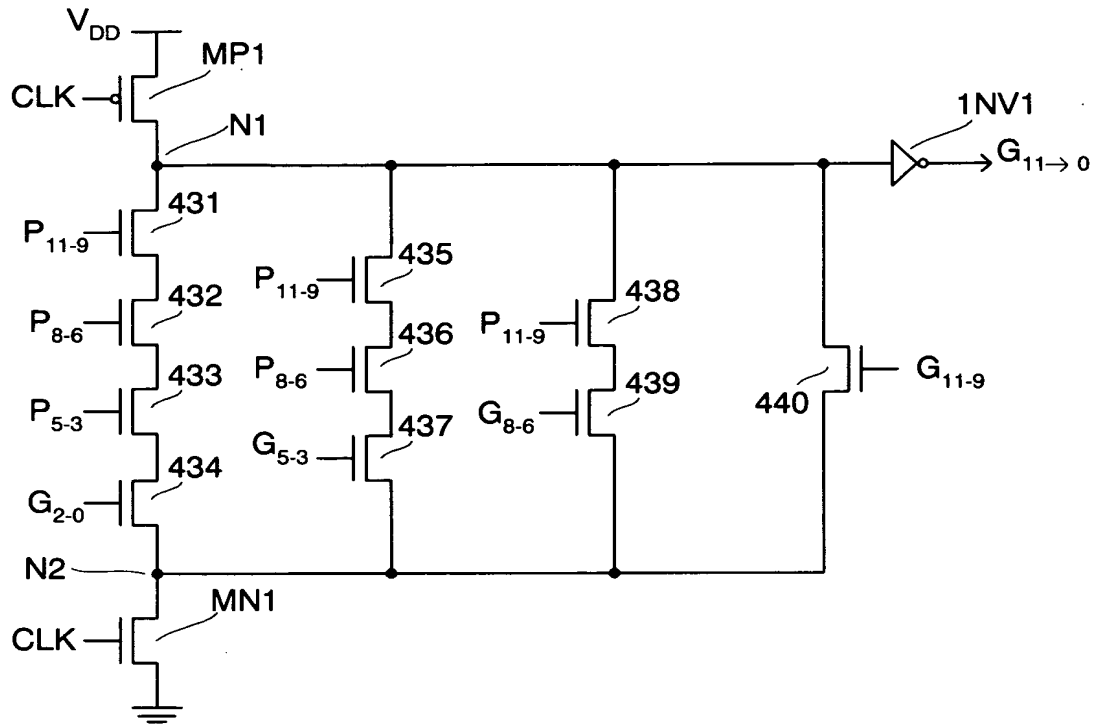 V_DD
MP1
CLK
N1
1NV1
G_11→0
431
P_11-9
435
P_11-9
432
438
P_8-6
P_11-9
436
P_8-6
433
439
440
G_11-9
P_5-3
G_8-6
437
G_5-3
434
G_2-0
N2
MN1
CLK